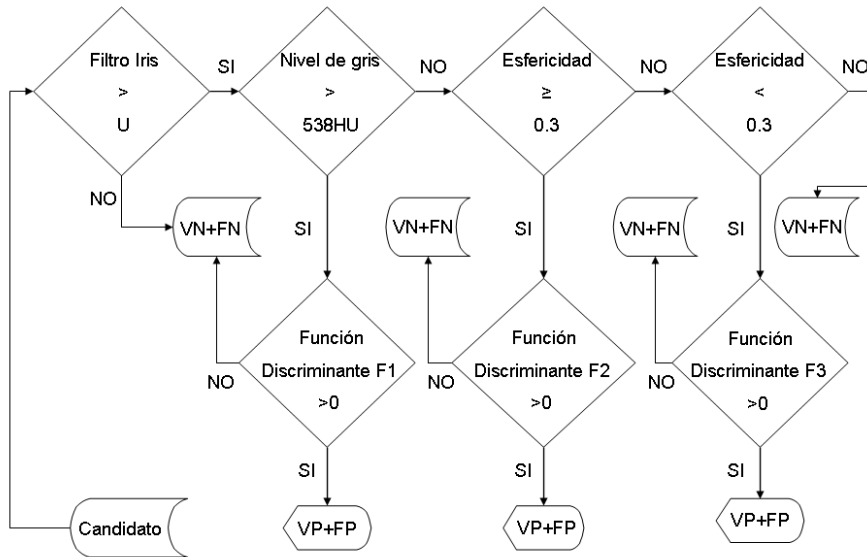 Filtro Iris
>
U
SI
Nivel de gris
>
538HU
NO
Esfericidad
≥
0.3
NO
Esfericidad
<
0.3
NO
NO
VN+FN
SI
VN+FN
SI
VN+FN
SI
VN+FN
Función
Discriminante F1
>0
NO
Función
Discriminante F2
>0
NO
Función
Discriminante F3
>0
NO
SI
SI
SI
Candidato
VP+FP
VP+FP
VP+FP